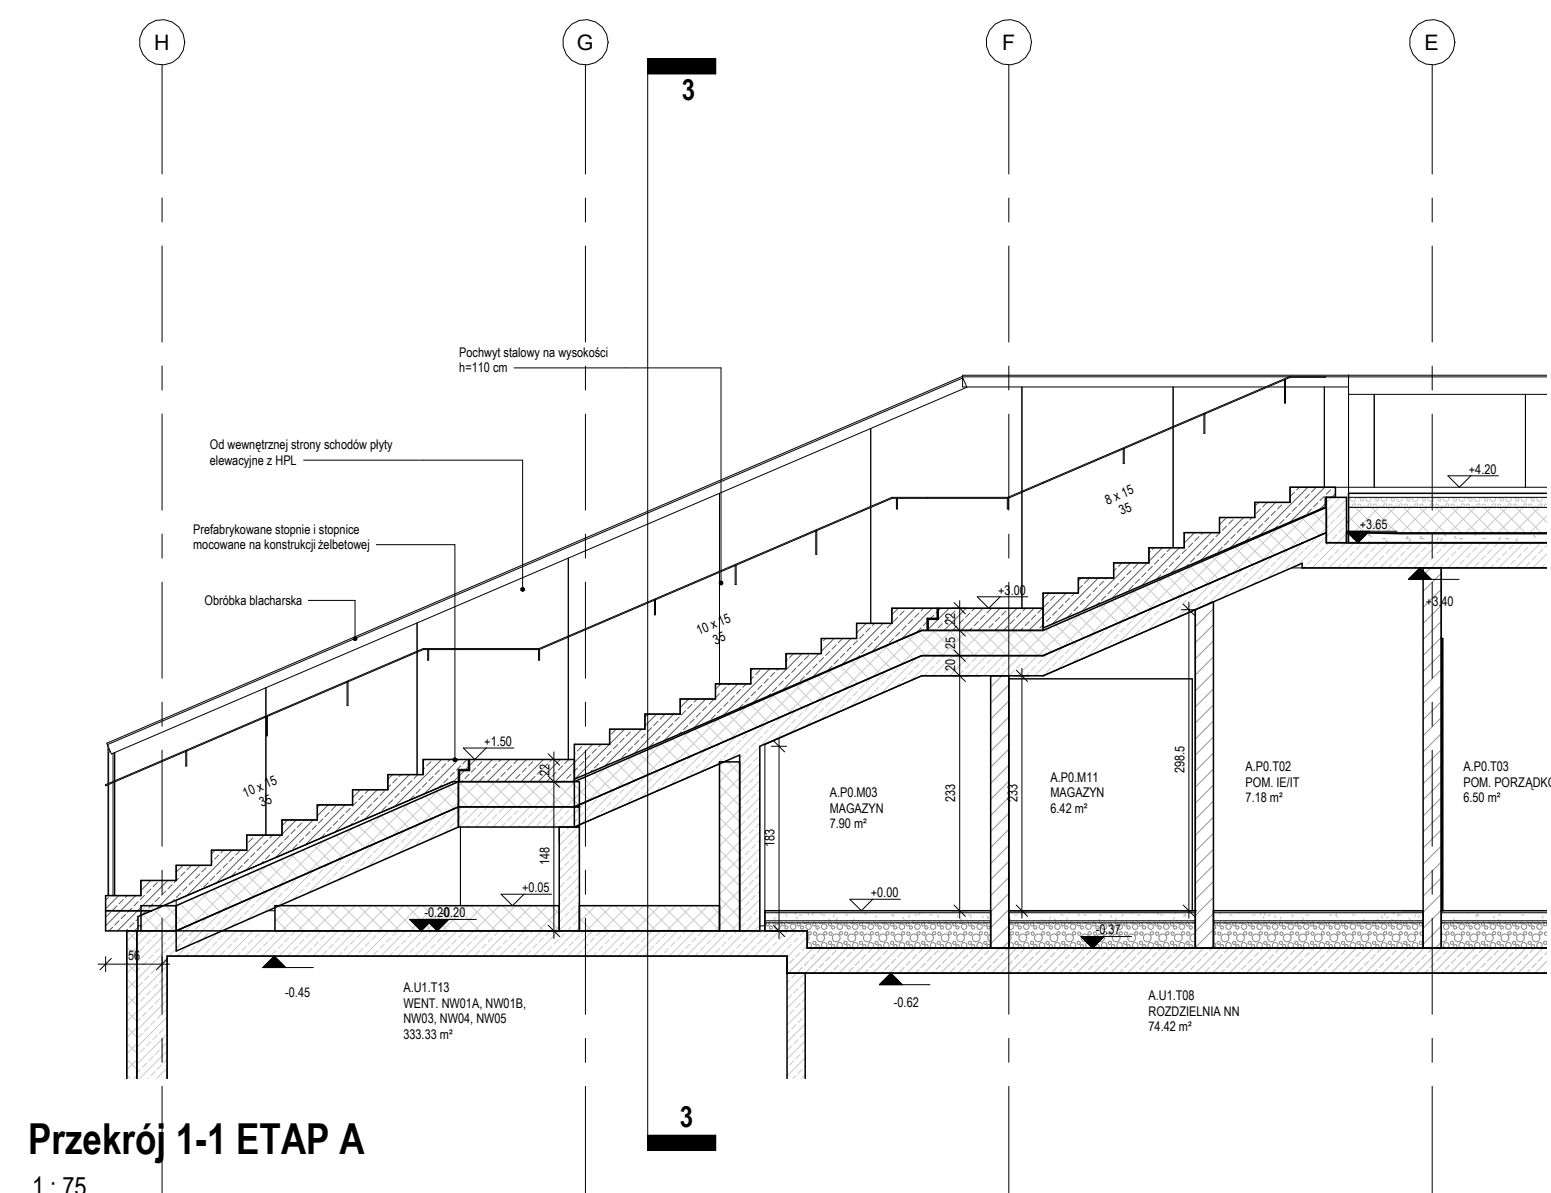 H
G
F
E
3
Pochwyt stalowy na wysokości
h=110 cm
Od wewnętrznej strony schodów płyty
elewacyjne z HPL
Prefabrykowane stopnie i stopnice
mocowane na konstrukcji żelbetowej
Obróbka blacharska
8 x 15
35
+4.20
+3.65
+3.40
+3.00
22
25
20
10 x 15
35
+1.50
22
10 x 15
35
148
+0.05
-0.20
-0.20
183
A.P0.M03
MAGAZYN
7.90 m²
233
233
A.P0.M11
MAGAZYN
6.42 m²
298.5
A.P0.T02
POM. IE/IT
7.18 m²
A.P0.T03
POM. PORZĄDKO
6.50 m²
+0.00
-0.37
56
-0.45
A.U1.T13
WENT. NW01A, NW01B,
NW03, NW04, NW05
333.33 m²
-0.62
A.U1.T08
ROZDZIELNIA NN
74.42 m²
3
Przekrój 1-1 ETAP A
1 : 75